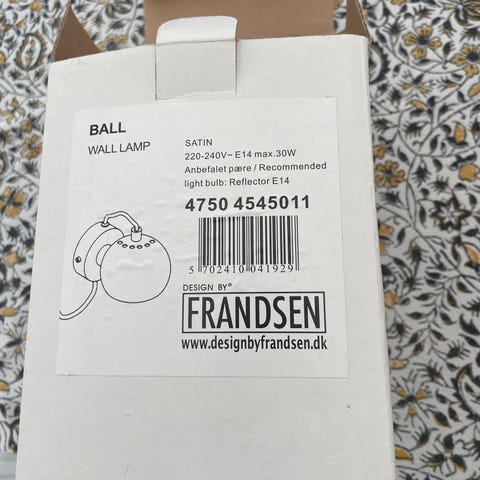 BALL
WALL LAMP
SATIN
220-240V~ E14 max.30W
Anbefalet pære / Recommended
light bulb: Reflector E14
4750 4545011
5 702410 041929
DESIGN BY®
FRANDSEN
www.designbyfrandsen.dk